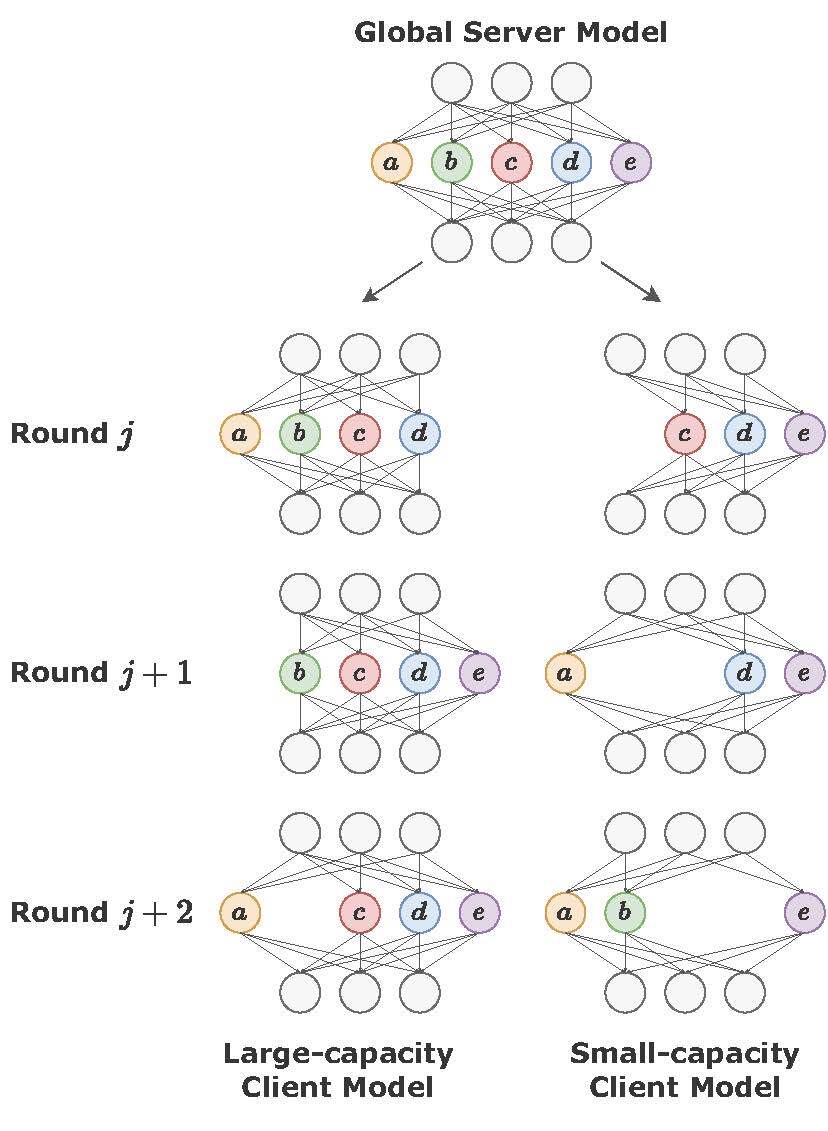 Global Server Model
a b c d e
Round j
a b c d
c d e
Round j + 1
b c d e
a d e
Round j + 2
a c d e
a b e
Large-capacity
Client Model
Small-capacity
Client Model